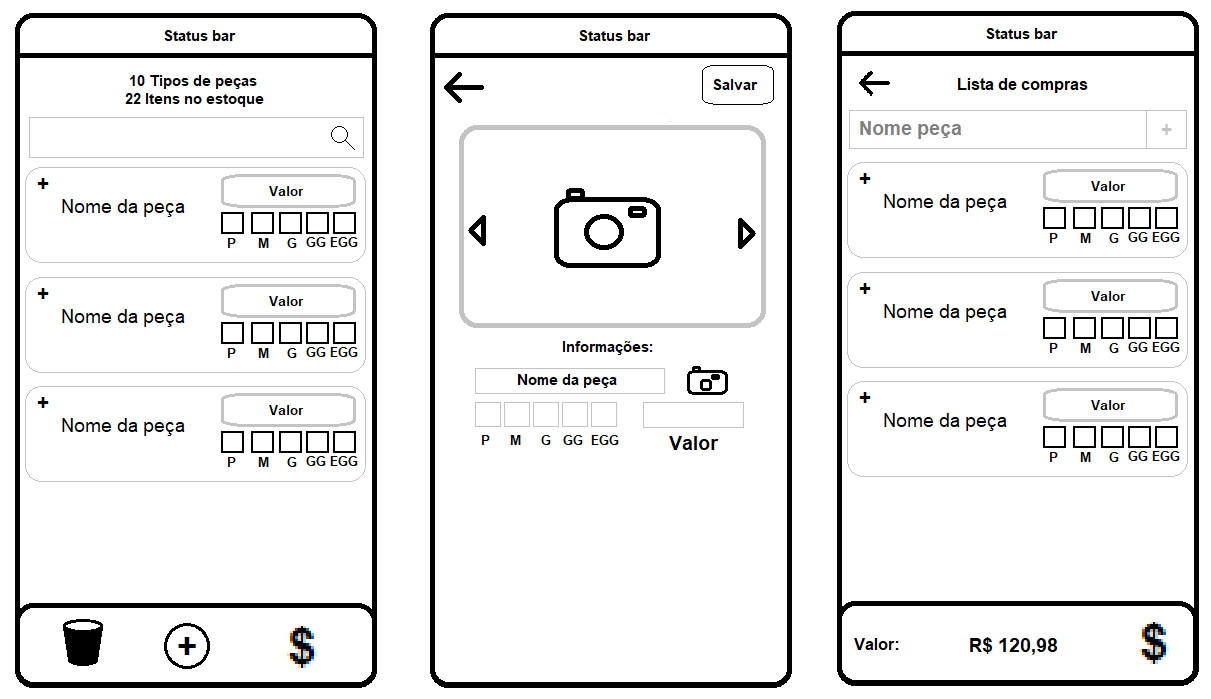 Status bar
10 Tipos de peças
22 Itens no estoque
+
Valor
Nome da peça
P M G GG EGG
+
Valor
Nome da peça
P M G GG EGG
+
Valor
Nome da peça
P M G GG EGG
+ $
Status bar
Salvar
Informações:
Nome da peça
P M G GG EGG
Valor
Status bar
Lista de compras
Nome peça +
+
Valor
Nome da peça
P M G GG EGG
+
Valor
Nome da peça
P M G GG EGG
+
Valor
Nome da peça
P M G GG EGG
Valor: R$ 120,98 $